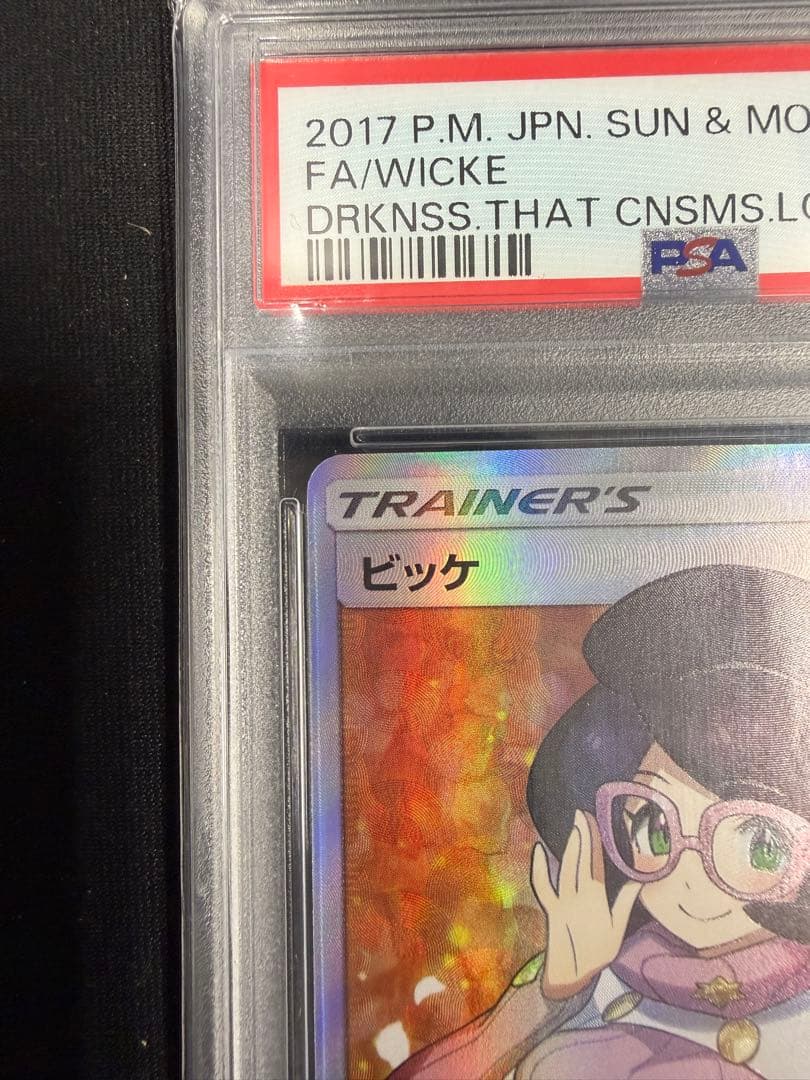 2017 P.M. JPN. SUN & MO
FA/WICKE
DRKNSS.THAT CNSMS.LO
PSA
TRAINER'S
ビッケ